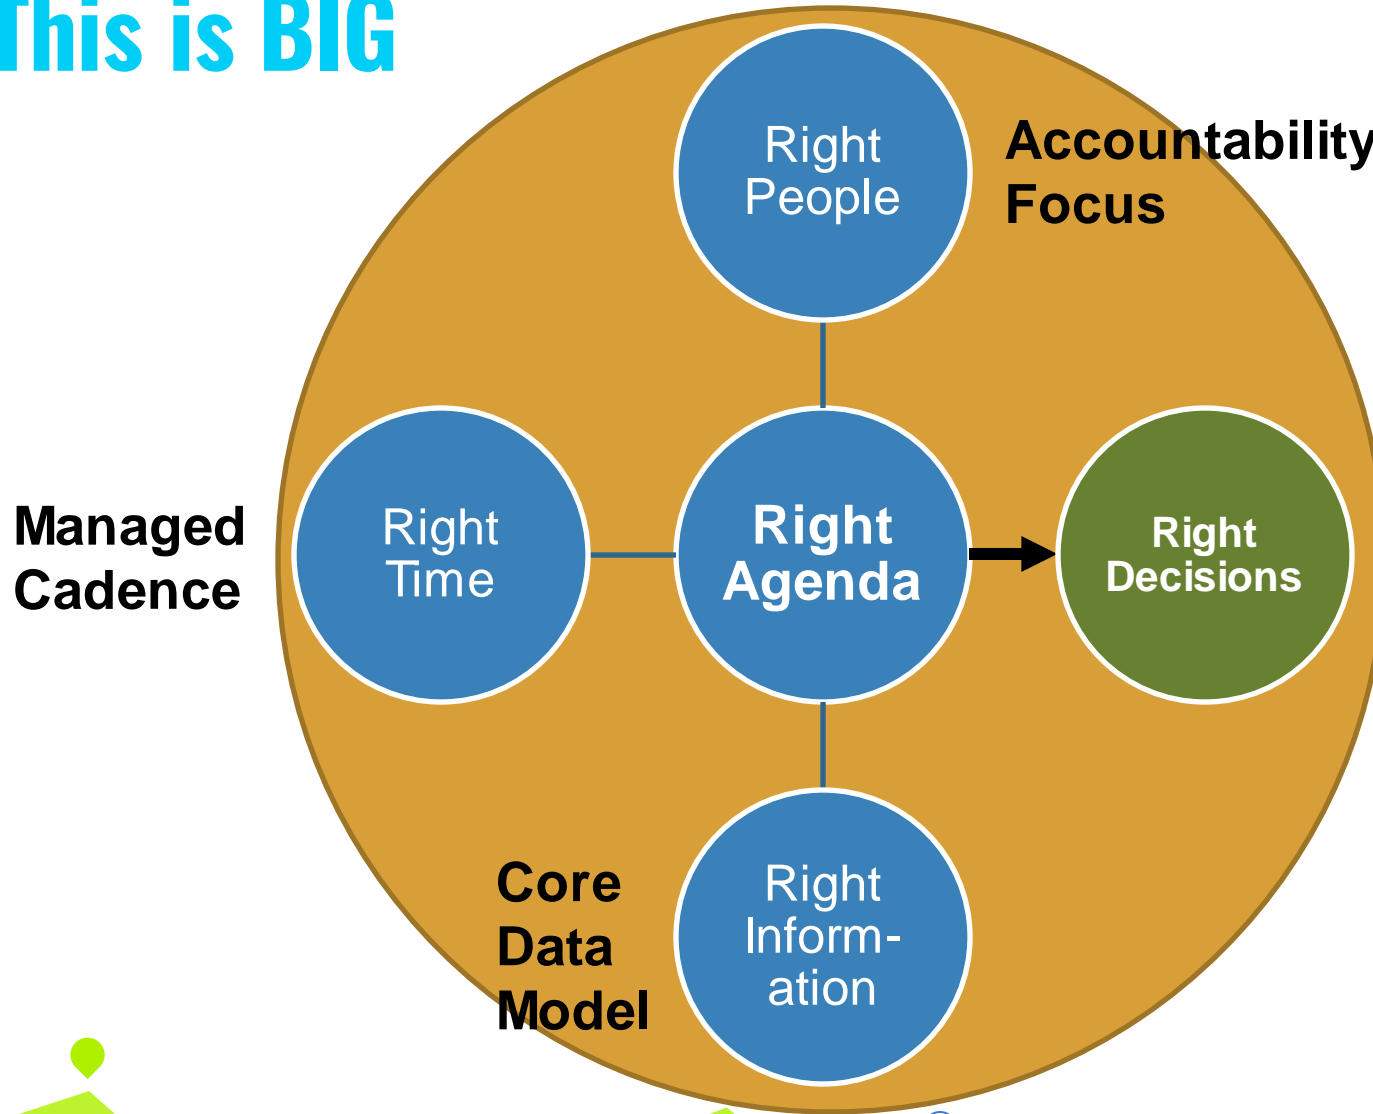 This is BIG
Right
People
Accountability
Focus
Managed
Cadence
Right
Time
Right
Agenda
Right
Decisions
Core
Data
Model
Right
Inform-
ation